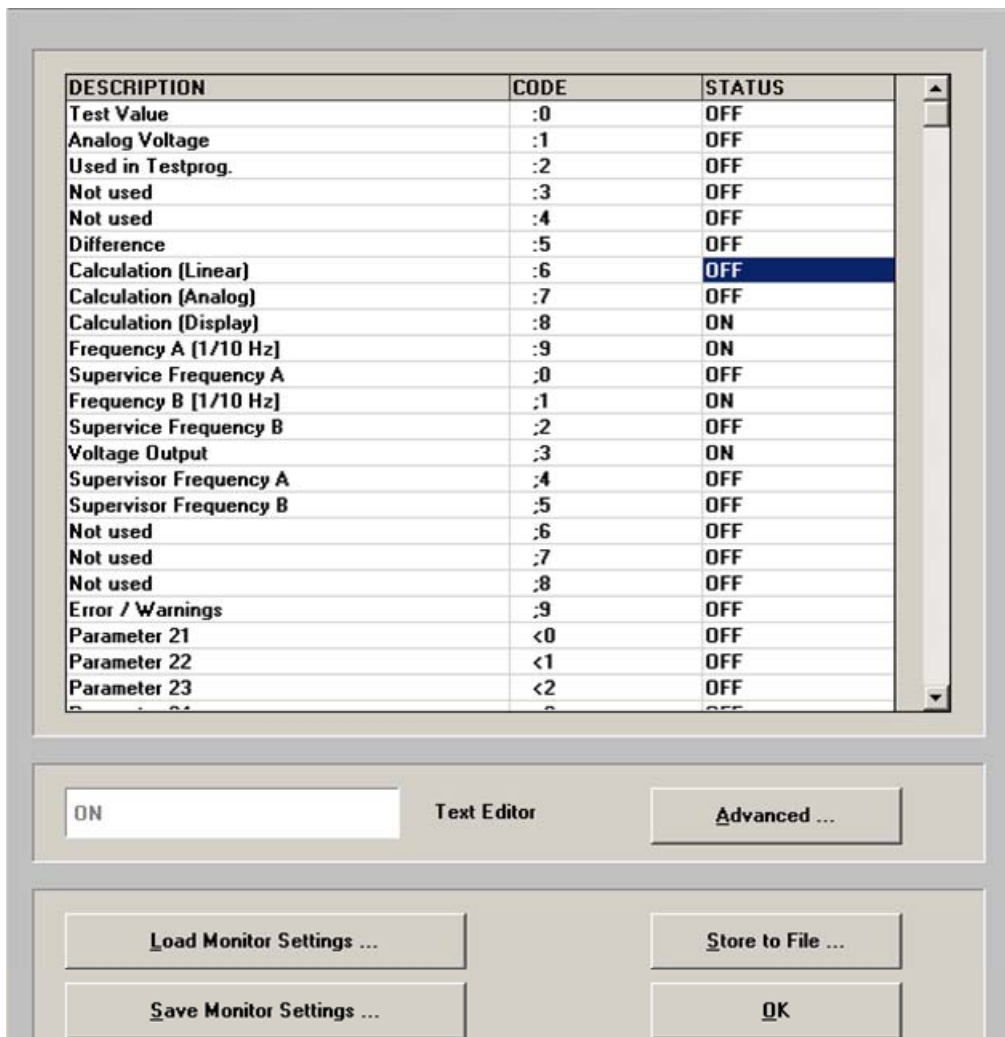 DESCRIPTION CODE STATUS
Test Value :0 OFF
Analog Voltage :1 OFF
Used in Testprog. :2 OFF
Not used :3 OFF
Not used :4 OFF
Difference :5 OFF
Calculation (Linear) :6 OFF
Calculation (Analog) :7 OFF
Calculation (Display) :8 ON
Frequency A [1/10 Hz] :9 ON
Supervice Frequency A ;0 OFF
Frequency B [1/10 Hz] ;1 ON
Supervice Frequency B ;2 OFF
Voltage Output ;3 ON
Supervisor Frequency A ;4 OFF
Supervisor Frequency B ;5 OFF
Not used ;6 OFF
Not used ;7 OFF
Not used ;8 OFF
Error / Warnings ;9 OFF
Parameter 21 <0 OFF
Parameter 22 <1 OFF
Parameter 23 <2 OFF
ON Text Editor Advanced ...
Load Monitor Settings ... Store to File ...
Save Monitor Settings ... OK